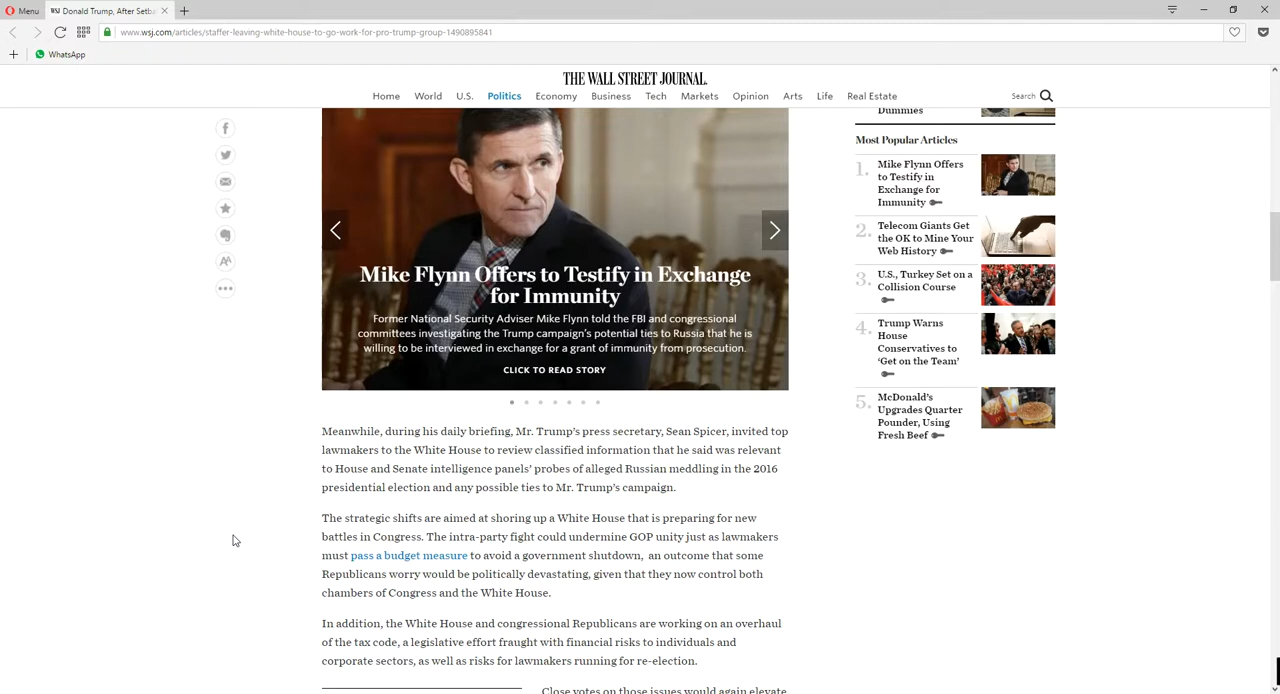 Menu
WSJ Donald Trump, After Setba
www.wsj.com/articles/staffer-leaving-white-house-to-go-work-for-pro-trump-group-1490895841
WhatsApp
THE WALL STREET JOURNAL.
Home World U.S. Politics Economy Business Tech Markets Opinion Arts Life Real Estate
Search
Mike Flynn Offers to Testify in Exchange
for Immunity
Former National Security Adviser Mike Flynn told the FBI and congressional
committees investigating the Trump campaign's potential ties to Russia that he is
willing to be interviewed in exchange for a grant of immunity from prosecution.
CLICK TO READ STORY
Meanwhile, during his daily briefing, Mr. Trump's press secretary, Sean Spicer, invited top
lawmakers to the White House to review classified information that he said was relevant
to House and Senate intelligence panels' probes of alleged Russian meddling in the 2016
presidential election and any possible ties to Mr. Trump's campaign.
The strategic shifts are aimed at shoring up a White House that is preparing for new
battles in Congress. The intra-party fight could undermine GOP unity just as lawmakers
must pass a budget measure to avoid a government shutdown, an outcome that some
Republicans worry would be politically devastating, given that they now control both
chambers of Congress and the White House.
In addition, the White House and congressional Republicans are working on an overhaul
of the tax code, a legislative effort fraught with financial risks to individuals and
corporate sectors, as well as risks for lawmakers running for re-election.
Close votes on those issues would again elevate
Dummies
Most Popular Articles
1. Mike Flynn Offers
to Testify in
Exchange for
Immunity
2. Telecom Giants Get
the OK to Mine Your
Web History
3. U.S., Turkey Set on a
Collision Course
4. Trump Warns
House
Conservatives to
'Get on the Team'
5. McDonald's
Upgrades Quarter
Pounder, Using
Fresh Beef